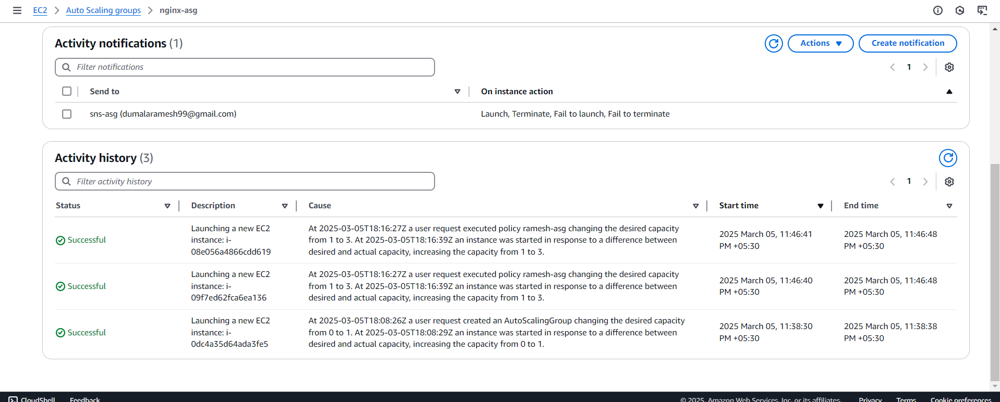 EC2 > Auto Scaling groups > nginx-asg
Activity notifications (1)
Actions
Create notification
Filter notifications
1
Send to
On instance action
sns-asg (dumalaramesh99@gmail.com)
Launch, Terminate, Fail to launch, Fail to terminate
Activity history (3)
Filter activity history
1
Status
Description
Cause
Start time
End time
Successful
Launching a new EC2
instance: i-
08e056a4866cdd619
At 2025-03-05T18:16:27Z a user request executed policy ramesh-asg changing the desired capacity
from 1 to 3. At 2025-03-05T18:16:39Z an instance was started in response to a difference between
desired and actual capacity, increasing the capacity from 1 to 3.
2025 March 05, 11:46:41
PM +05:30
2025 March 05, 11:46:48
PM +05:30
Successful
Launching a new EC2
instance: i-
09f7ed62fca6ea136
At 2025-03-05T18:16:27Z a user request executed policy ramesh-asg changing the desired capacity
from 1 to 3. At 2025-03-05T18:16:39Z an instance was started in response to a difference between
desired and actual capacity, increasing the capacity from 1 to 3.
2025 March 05, 11:46:40
PM +05:30
2025 March 05, 11:46:48
PM +05:30
Successful
Launching a new EC2
instance: i-
0dc4a35d64ada3fe5
At 2025-03-05T18:08:26Z a user request created an AutoScalingGroup changing the desired capacity
from 0 to 1. At 2025-03-05T18:08:29Z an instance was started in response to a difference between
desired and actual capacity, increasing the capacity from 0 to 1.
2025 March 05, 11:38:30
PM +05:30
2025 March 05, 11:38:38
PM +05:30
CloudShell
Feedback
© 2025, Amazon Web Services, Inc. or its affiliates.
Privacy
Terms
Cookie preferences